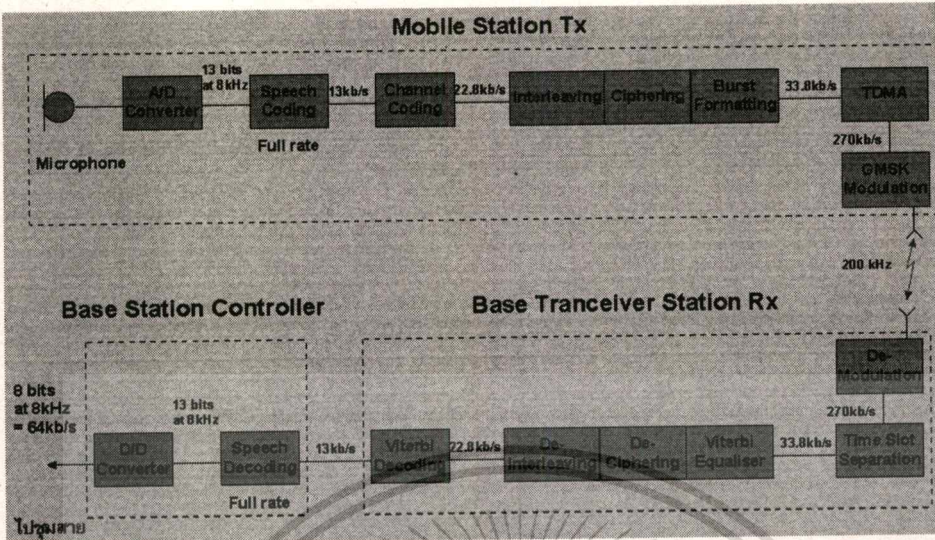 Mobile Station Tx
Microphone
A/D
Converter
13 bits
at 8kHz
Speech
Coding
Full rate
13kb/s
Channel
Coding
22.8kb/s
Interleaving
Ciphering
Burst
Formatting
33.8kb/s
TDMA
270kb/s
GMSK
Modulation
200 kHz
Base Station Controller
Base Tranceiver Station Rx
De-
Modulation
270kb/s
Time Slot
Separation
33.8kb/s
Viterbi
Equaliser
De-
Ciphering
De-
Interleaving
22.8kb/s
Viterbi
Decoding
13kb/s
Speech
Decoding
Full rate
13 bits
at 8kHz
D/D
Converter
8 bits
at 8kHz
= 64kb/s
ไปชุมสาย